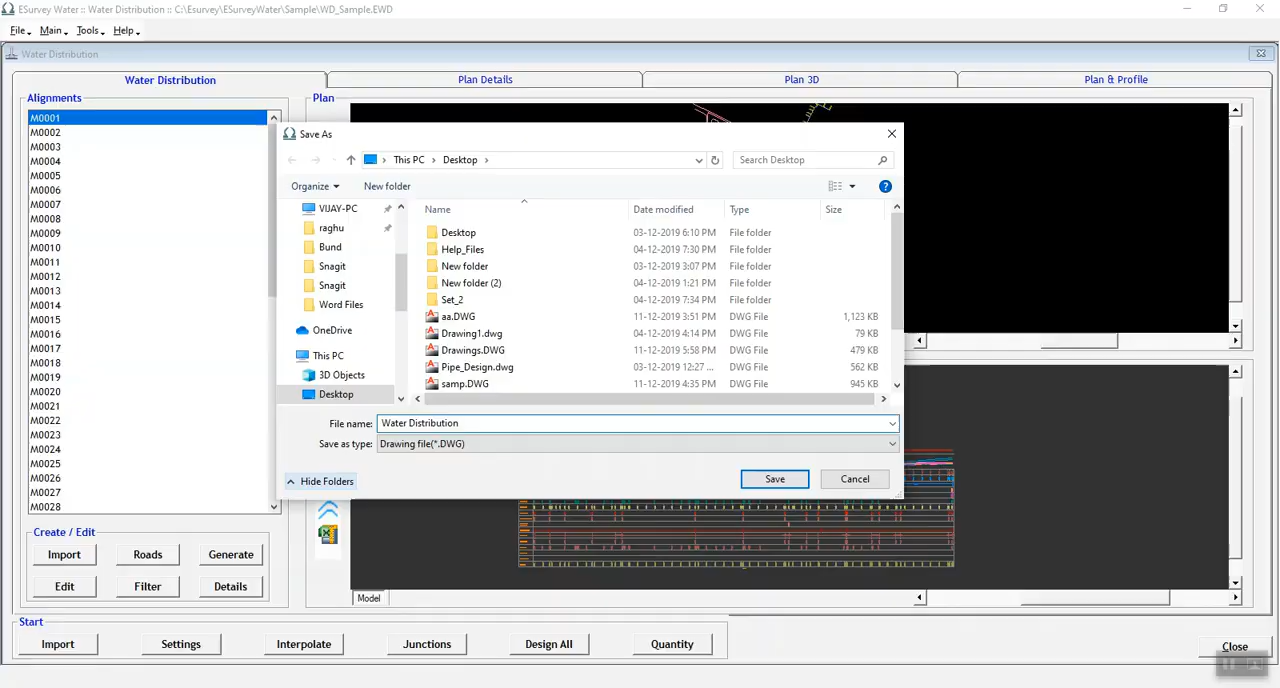 ESurvey Water :: Water Distribution :: C:\Esurvey\ESurveyWater\Sample\WD_Sample.EWD
File Main Tools Help
Water Distribution
Water Distribution Plan Details Plan 3D Plan & Profile
Alignments
M0001
M0002
M0003
M0004
M0005
M0006
M0007
M0008
M0009
M0010
M0011
M0012
M0013
M0014
M0015
M0016
M0017
M0018
M0019
M0020
M0021
M0022
M0023
M0024
M0025
M0026
M0027
M0028
Create / Edit
Import Roads Generate
Edit Filter Details
Plan
Save As
This PC Desktop Search Desktop
Organize New folder
VIJAY-PC
raghu
Bund
Snagit
Snagit
Word Files
OneDrive
This PC
3D Objects
Desktop
Name Date modified Type Size
Desktop 03-12-2019 6:10 PM File folder
Help_Files 04-12-2019 7:30 PM File folder
New folder 03-12-2019 3:07 PM File folder
New folder (2) 04-12-2019 1:21 PM File folder
Set_2 04-12-2019 7:34 PM File folder
aa.DWG 11-12-2019 3:51 PM DWG File 1,123 KB
Drawing1.dwg 04-12-2019 4:14 PM DWG File 79 KB
Drawings.DWG 11-12-2019 5:58 PM DWG File 479 KB
Pipe_Design.dwg 03-12-2019 12:27 ... DWG File 562 KB
samp.DWG 11-12-2019 4:35 PM DWG File 945 KB
File name: Water Distribution
Save as type: Drawing file(*.DWG)
Hide Folders Save Cancel
Model
Start
Import Settings Interpolate Junctions Design All Quantity Close